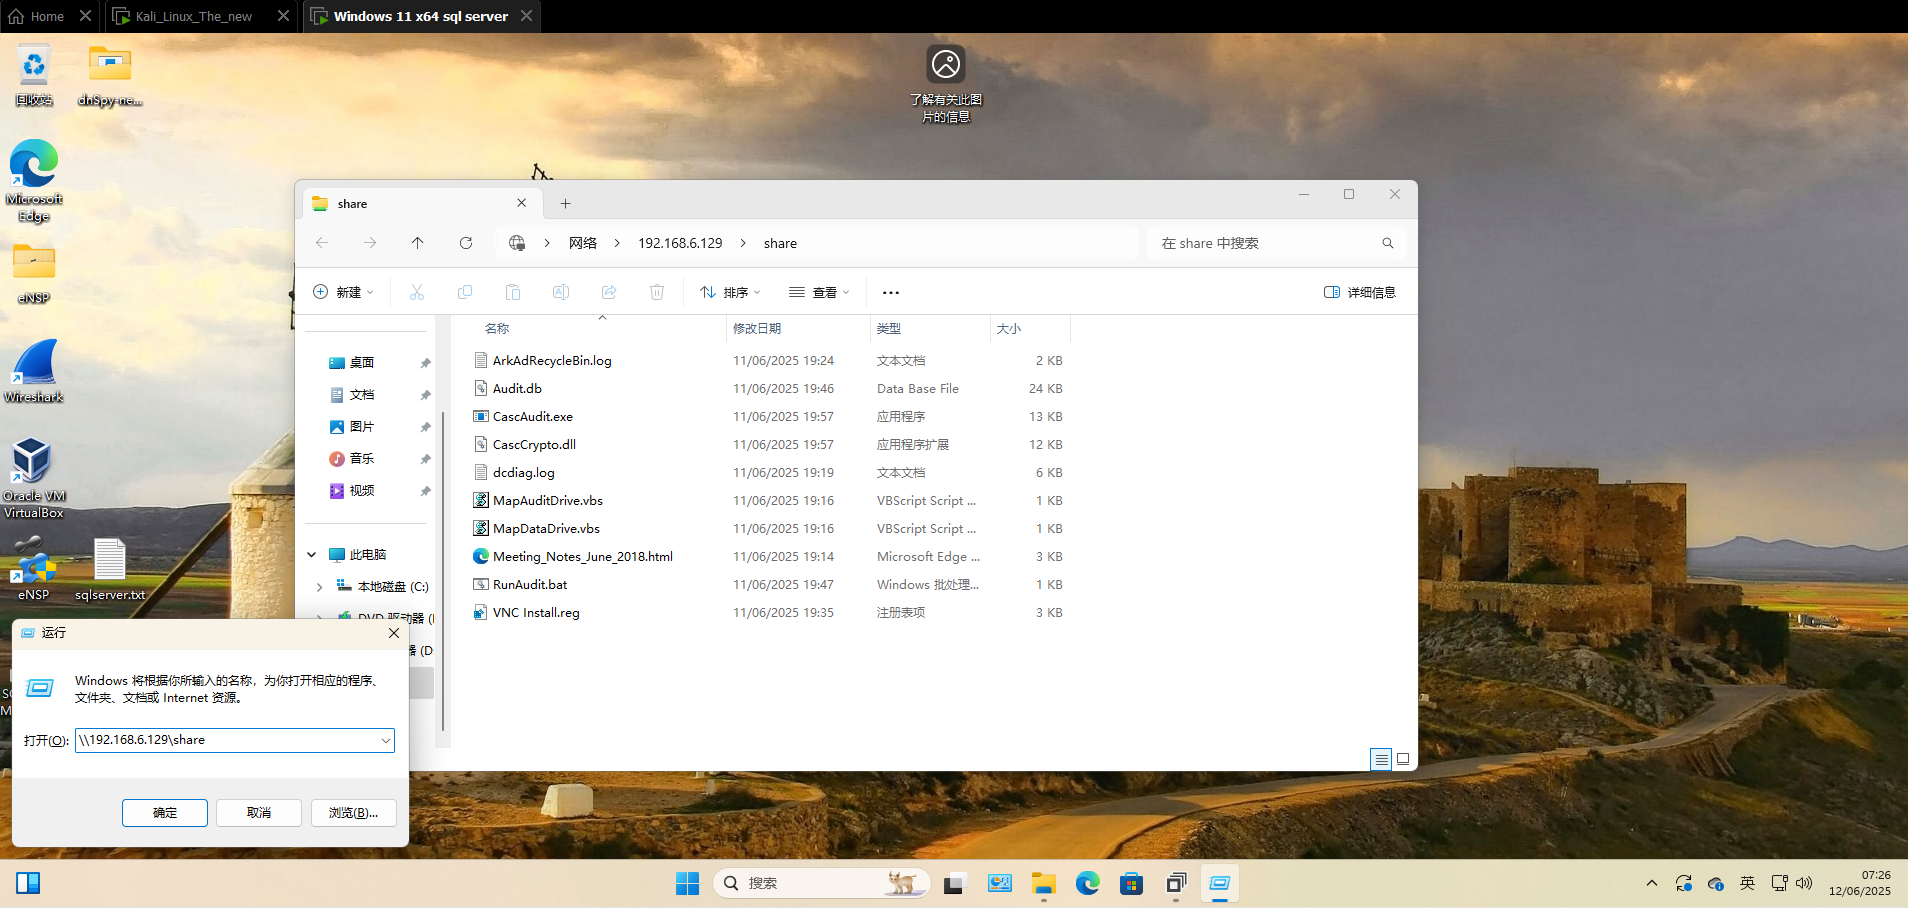 Home
Kali_Linux_The_new
Windows 11 x64 sql server
回收站
dnSpy-ne...
了解有关此图
片的信息
Microsoft
Edge
eNSP
Wireshark
Oracle VM
VirtualBox
eNSP
sqlserver.txt
share
网络
192.168.6.129
share
在 share 中搜索
新建
排序
查看
详细信息
桌面
文档
图片
音乐
视频
此电脑
本地磁盘 (C:)
DVD 驱动器 (
器 (D
名称 修改日期 类型 大小
ArkAdRecycleBin.log 11/06/2025 19:24 文本文档 2 KB
Audit.db 11/06/2025 19:46 Data Base File 24 KB
CascAudit.exe 11/06/2025 19:57 应用程序 13 KB
CascCrypto.dll 11/06/2025 19:57 应用程序扩展 12 KB
dcdiag.log 11/06/2025 19:19 文本文档 6 KB
MapAuditDrive.vbs 11/06/2025 19:16 VBScript Script ... 1 KB
MapDataDrive.vbs 11/06/2025 19:16 VBScript Script ... 1 KB
Meeting_Notes_June_2018.html 11/06/2025 19:14 Microsoft Edge ... 3 KB
RunAudit.bat 11/06/2025 19:47 Windows 批处理... 1 KB
VNC Install.reg 11/06/2025 19:35 注册表项 3 KB
运行
Windows 将根据你所输入的名称，为你打开相应的程序、
文件夹、文档或 Internet 资源。
打开(O):
\\192.168.6.129\share
确定
取消
浏览(B)...
搜索
英
07:26
12/06/2025